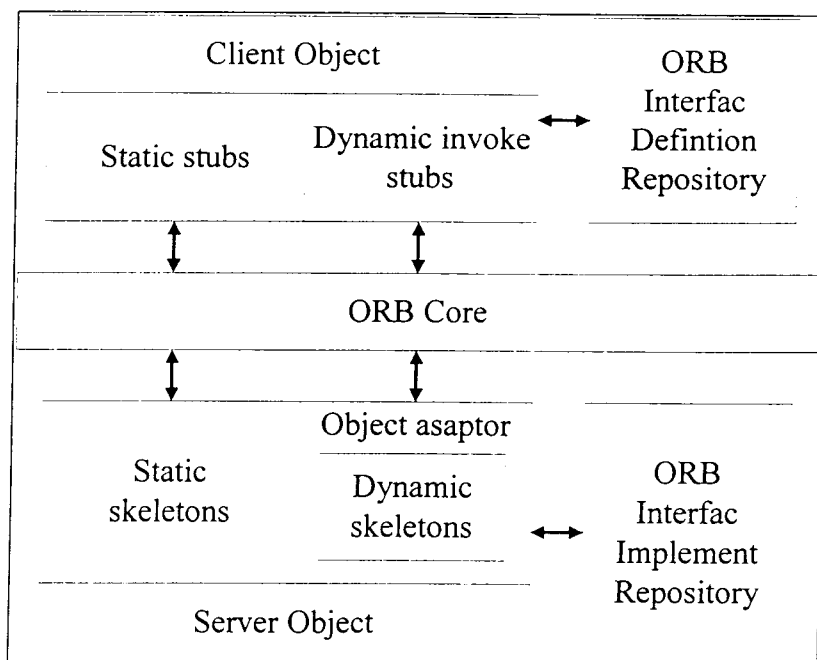 Client Object
ORB
Interfac
Defintion
Repository
Static stubs
Dynamic invoke
stubs
ORB Core
Object asaptor
Static
skeletons
Dynamic
skeletons
ORB
Interfac
Implement
Repository
Server Object